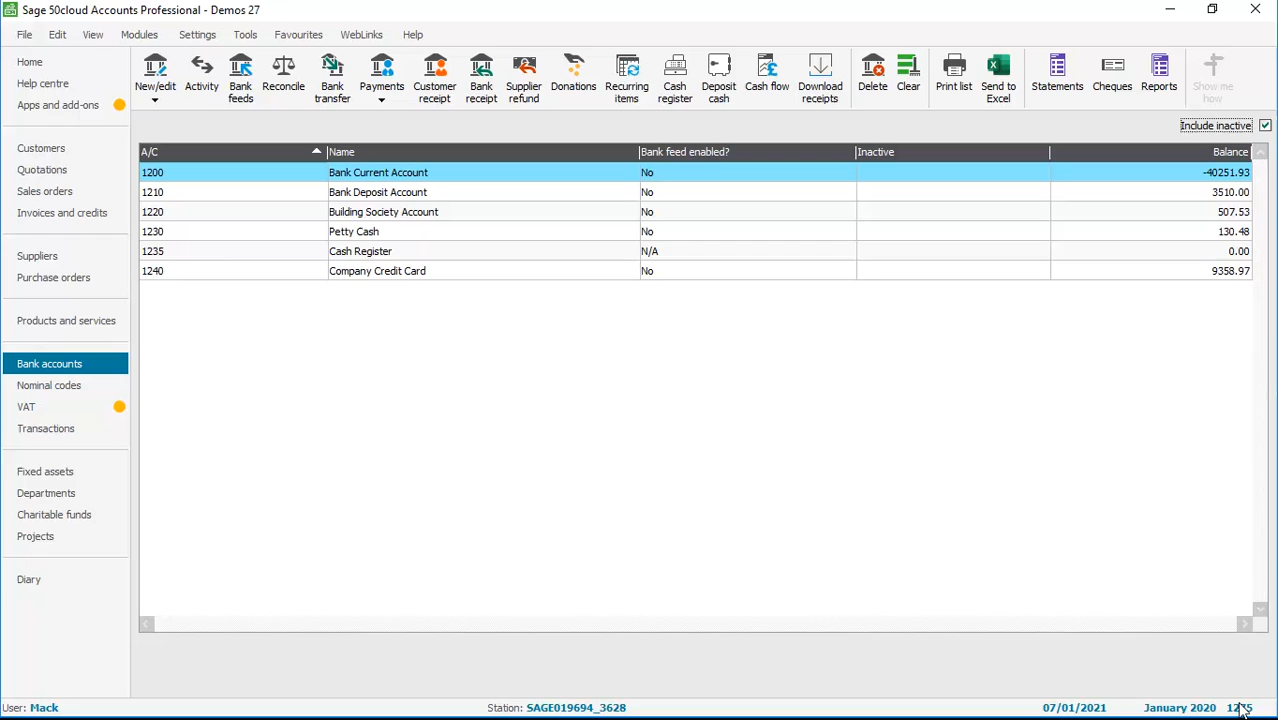 Sage 50cloud Accounts Professional - Demos 27
File Edit View Modules Settings Tools Favourites WebLinks Help
Home
Help centre
Apps and add-ons
Customers
Quotations
Sales orders
Invoices and credits
Suppliers
Purchase orders
Products and services
Bank accounts
Nominal codes
VAT
Transactions
Fixed assets
Departments
Charitable funds
Projects
Diary
New/edit
Activity
Bank feeds
Reconcile
Bank transfer
Payments
Customer receipt
Bank receipt
Supplier refund
Donations
Recurring items
Cash register
Deposit cash
Cash flow
Download receipts
Delete
Clear
Print list
Send to Excel
Statements
Cheques
Reports
Show me how
Include inactive
A/C Name Bank feed enabled? Inactive Balance
1200 Bank Current Account No -40251.93
1210 Bank Deposit Account No 3510.00
1220 Building Society Account No 507.53
1230 Petty Cash No 130.48
1235 Cash Register N/A 0.00
1240 Company Credit Card No 9358.97
User: Mack Station: SAGE019694_3628 07/01/2021 January 2020